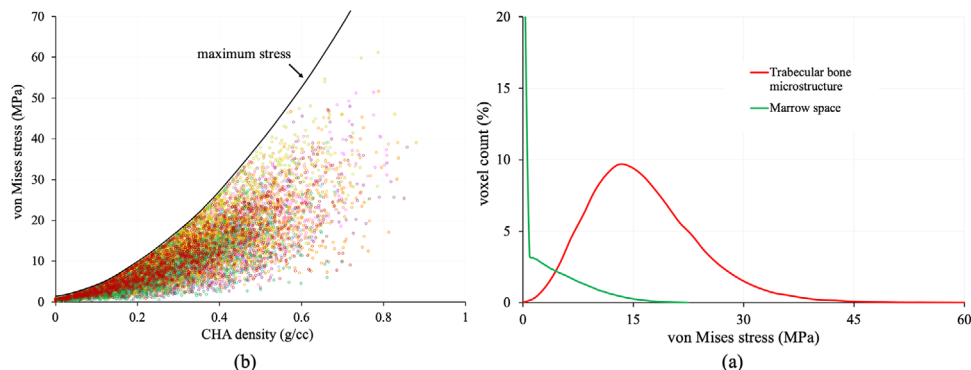 70
60
50
40
30
20
10
0
von Mises stress (MPa)
maximum stress
0
0.2
0.4
0.6
0.8
1
CHA density (g/cc)
(b)
20
15
10
5
0
voxel count (%)
Trabecular bone
microstructure
Marrow space
0
15
30
45
60
von Mises stress (MPa)
(a)